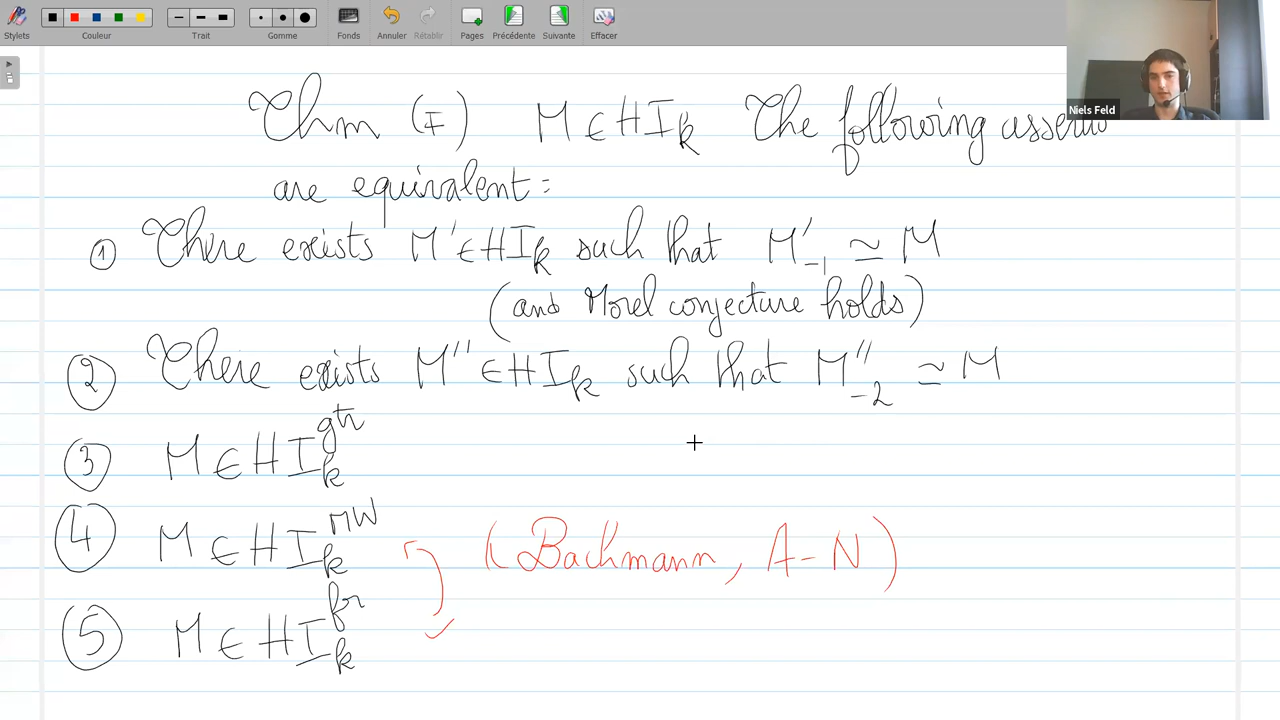 Stylets Couleur Trait Gomme Fonds Annuler Rétablir Pages Précédente Suivante Effacer
Niels Feld
Thm (F) M ∈ HI_k The following assertio
are equivalent:
① There exists M' ∈ HI_k such that M'_{-1} ≃ M
(and Morel conjecture holds)
② There exists M'' ∈ HI_k such that M''_{-2} ≃ M
③ M ∈ HI_k^{gtr}
④ M ∈ HI_k^{MW}
(Bachmann, A-N)
⑤ M ∈ HI_k^{fr}